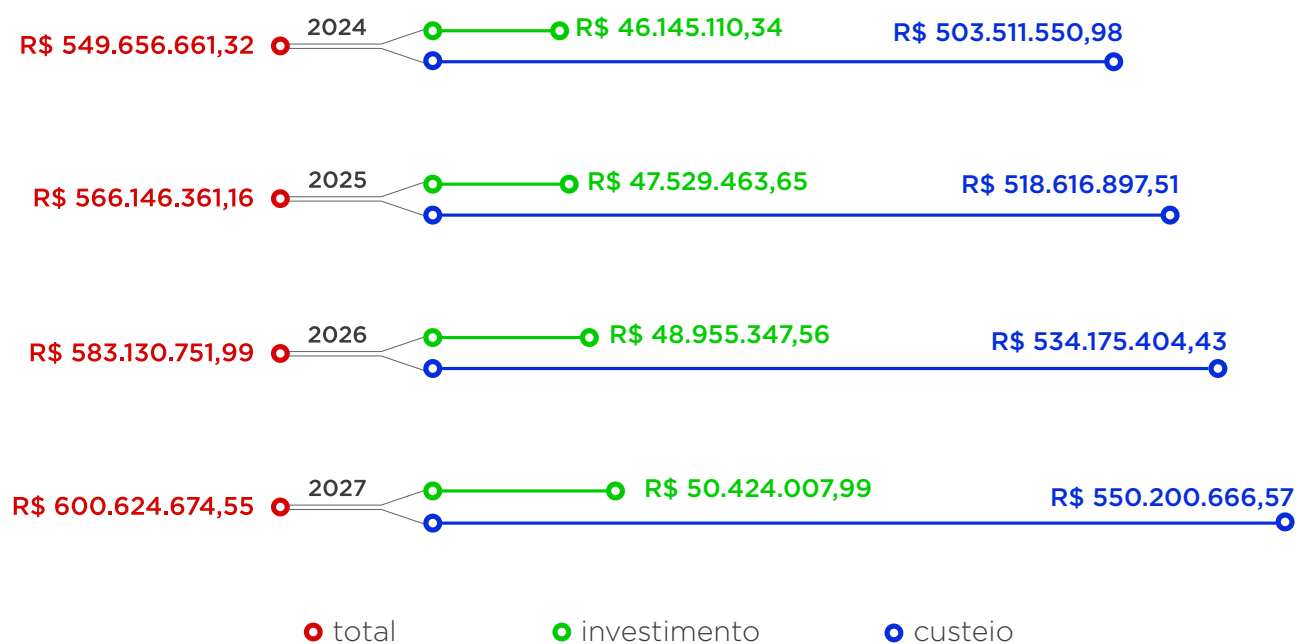 2024
R$ 549.656.661,32
R$ 46.145.110,34
R$ 503.511.550,98
2025
R$ 566.146.361,16
R$ 47.529.463,65
R$ 518.616.897,51
2026
R$ 583.130.751,99
R$ 48.955.347,56
R$ 534.175.404,43
2027
R$ 600.624.674,55
R$ 50.424.007,99
R$ 550.200.666,57
total investimento custeio